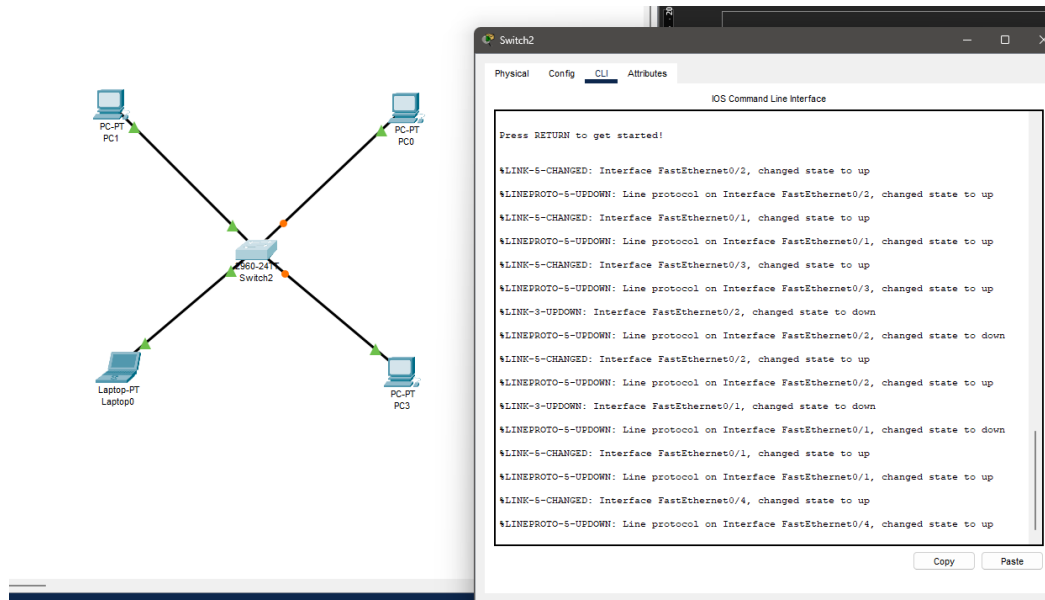 - 20
Switch2
Physical Config CLI Attributes
IOS Command Line Interface
Press RETURN to get started!
%LINK-5-CHANGED: Interface FastEthernet0/2, changed state to up
%LINEPROTO-5-UPDOWN: Line protocol on Interface FastEthernet0/2, changed state to up
%LINK-5-CHANGED: Interface FastEthernet0/1, changed state to up
%LINEPROTO-5-UPDOWN: Line protocol on Interface FastEthernet0/1, changed state to up
%LINK-5-CHANGED: Interface FastEthernet0/3, changed state to up
%LINEPROTO-5-UPDOWN: Line protocol on Interface FastEthernet0/3, changed state to up
%LINK-3-UPDOWN: Interface FastEthernet0/2, changed state to down
%LINEPROTO-5-UPDOWN: Line protocol on Interface FastEthernet0/2, changed state to down
%LINK-5-CHANGED: Interface FastEthernet0/2, changed state to up
%LINEPROTO-5-UPDOWN: Line protocol on Interface FastEthernet0/2, changed state to up
%LINK-3-UPDOWN: Interface FastEthernet0/1, changed state to down
%LINEPROTO-5-UPDOWN: Line protocol on Interface FastEthernet0/1, changed state to down
%LINK-5-CHANGED: Interface FastEthernet0/1, changed state to up
%LINEPROTO-5-UPDOWN: Line protocol on Interface FastEthernet0/1, changed state to up
%LINK-5-CHANGED: Interface FastEthernet0/4, changed state to up
%LINEPROTO-5-UPDOWN: Line protocol on Interface FastEthernet0/4, changed state to up
Copy Paste
PC-PT
PC1
PC-PT
PC0
2960-24TT
Switch2
Laptop-PT
Laptop0
PC-PT
PC3